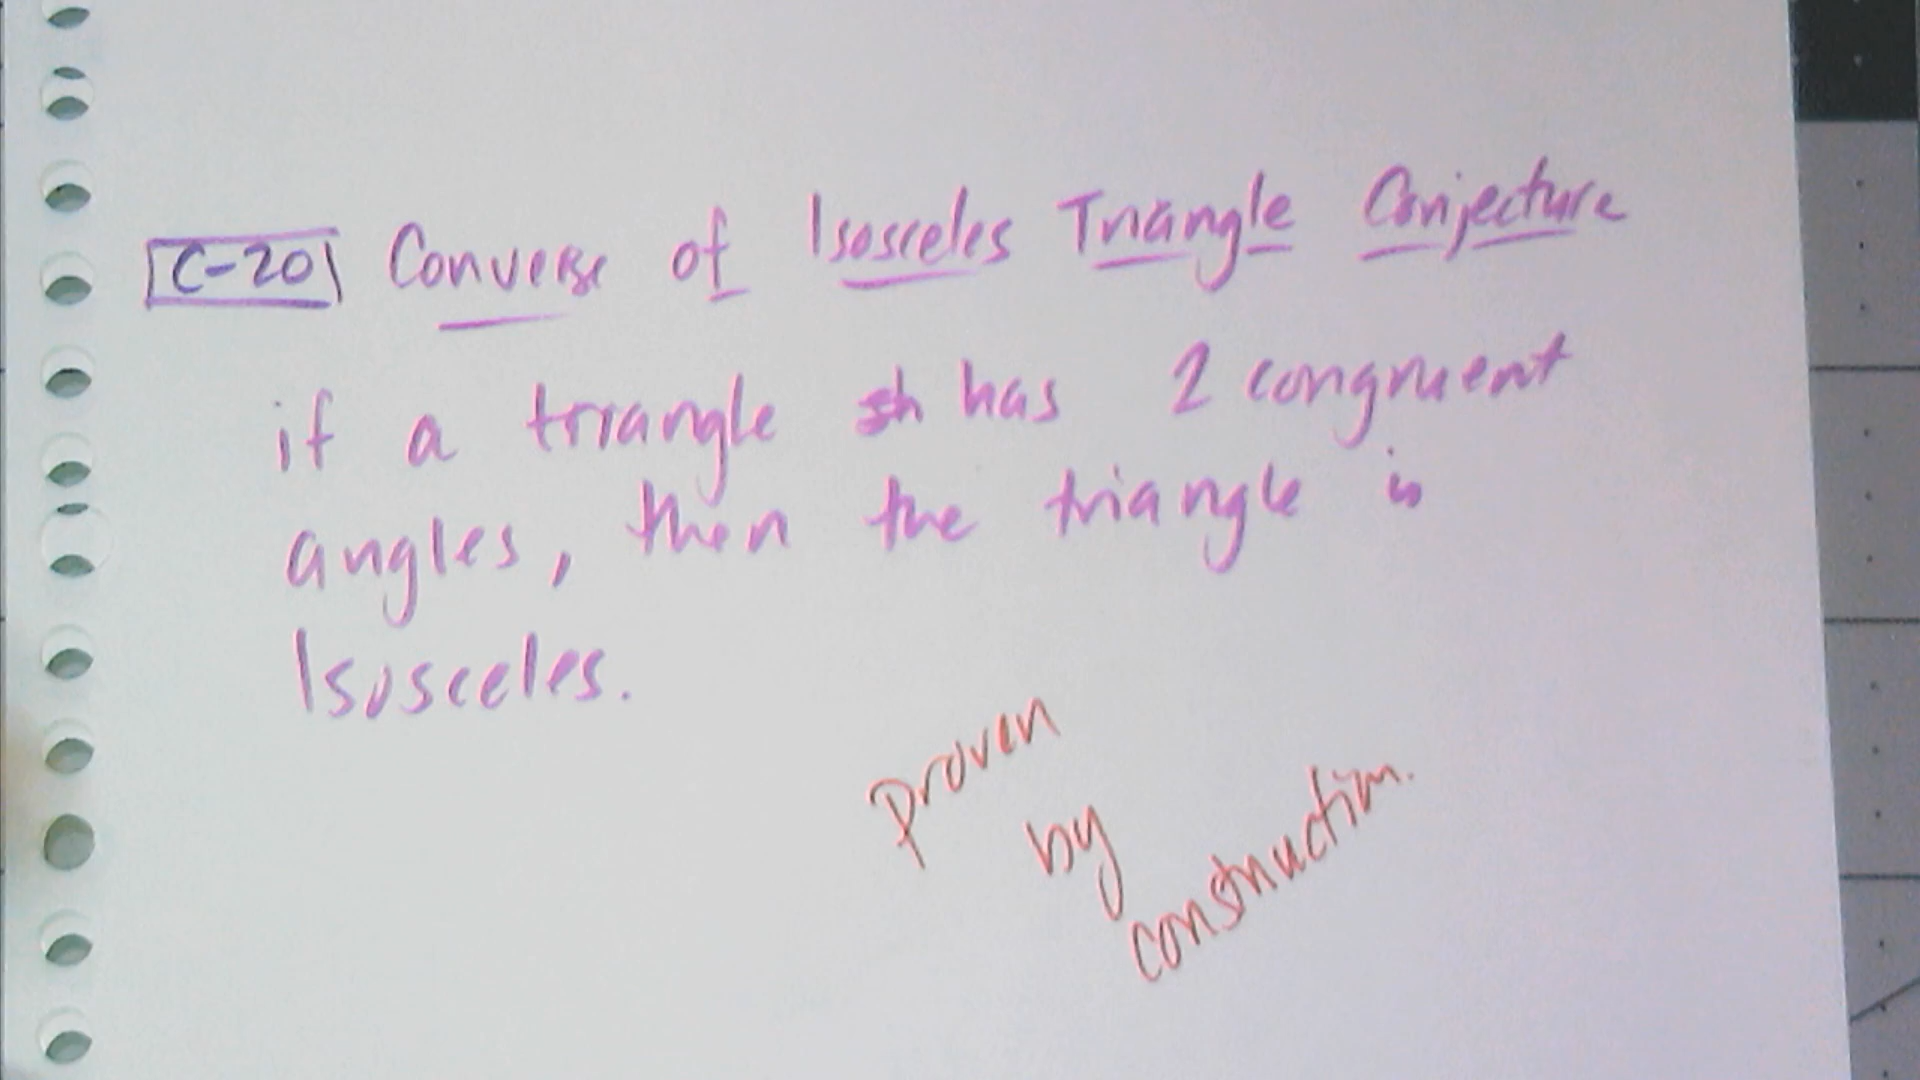 C-20 Converse of Isosceles Triangle Conjecture
if a triangle sh has 2 congruent
angles, then the triangle is
Isosceles.
proven
by
construction.